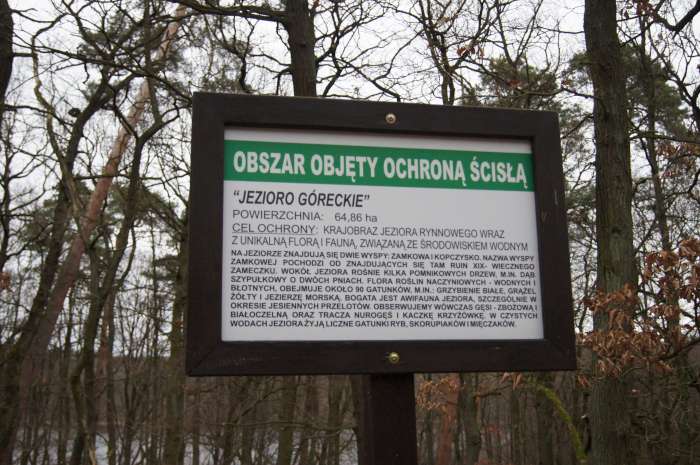 OBSZAR OBJĘTY OCHRONĄ ŚCISŁĄ
"JEZIORO GÓRECKIE"
POWIERZCHNIA: 64,86 ha
CEL OCHRONY: KRAJOBRAZ JEZIORA RYNNOWEGO WRAZ
Z UNIKALNĄ FLORĄ I FAUNĄ, ZWIĄZANĄ ZE ŚRODOWISKIEM WODNYM
NA JEZIORZE ZNAJDUJĄ SIĘ DWIE WYSPY: ZAMKOWA I KOPCZYSKO. NAZWA WYSPY
ZAMKOWEJ POCHODZI OD ZNAJDUJĄCYCH SIĘ TAM RUIN XIX- WIECZNEGO
ZAMECZKU. WOKÓŁ JEZIORA ROŚNIE KILKA POMNIKOWYCH DRZEW, M.IN. DĄB
SZYPUŁKOWY O DWÓCH PNIACH. FLORA ROŚLIN NACZYNIOWYCH - WODNYCH I
BŁOTNYCH, OBEJMUJE OKOŁO 90 GATUNKÓW, M.IN.: GRZYBIENIE BIAŁE, GRĄŻEL
ŻÓŁTY I JEZIERZĘ MORSKĄ, BOGATA JEST AWIFAUNA JEZIORA, SZCZEGÓLNIE W
OKRESIE JESIENNYCH PRZELOTÓW. OBSERWUJEMY WÓWCZAS GĘSI - ZBOŻOWĄ I
BIAŁOCZELNĄ ORAZ TRACZA NUROGĘŚ I KACZKĘ KRZYŻÓWKĘ. W CZYSTYCH
WODACH JEZIORA ŻYJĄ LICZNE GATUNKI RYB, SKORUPIAKÓW I MIĘCZAKÓW.